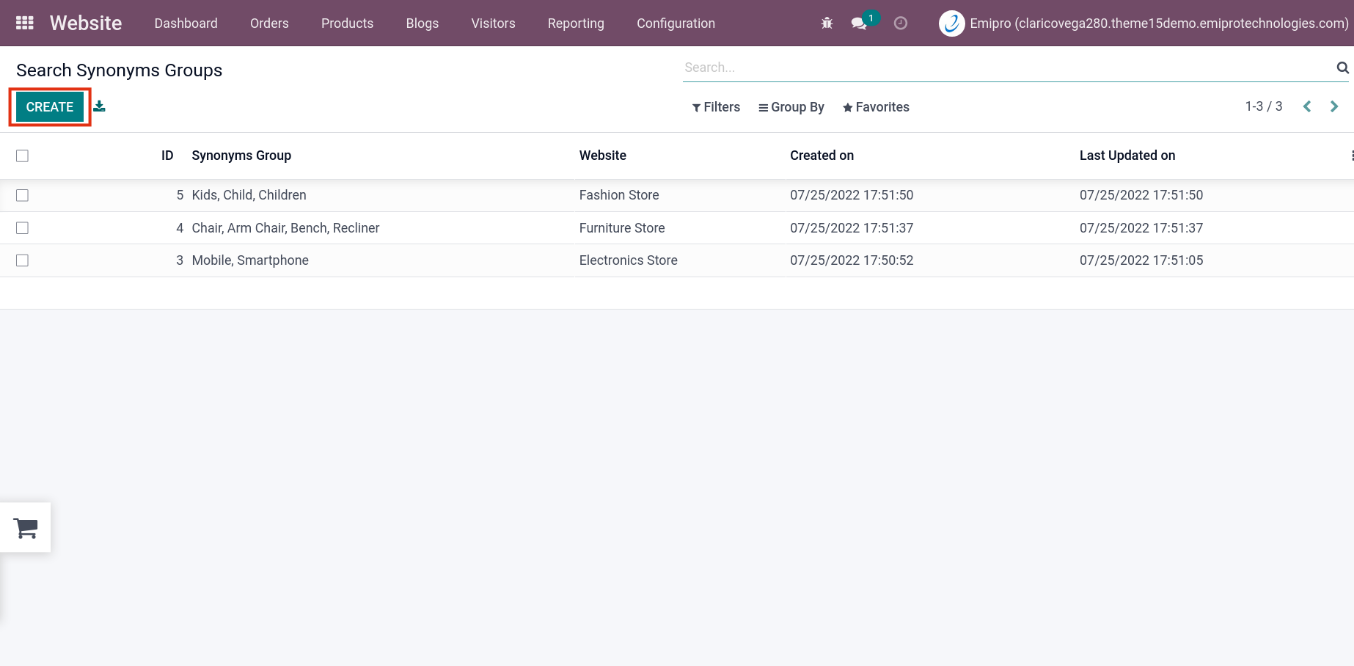 Website Dashboard Orders Products Blogs Visitors Reporting Configuration 1 Emipro (claricovega280.theme15demo.emiprotechnologies.com)
Search Synonyms Groups Search...
CREATE Filters Group By Favorites 1-3 / 3
ID Synonyms Group Website Created on Last Updated on
5 Kids, Child, Children Fashion Store 07/25/2022 17:51:50 07/25/2022 17:51:50
4 Chair, Arm Chair, Bench, Recliner Furniture Store 07/25/2022 17:51:37 07/25/2022 17:51:37
3 Mobile, Smartphone Electronics Store 07/25/2022 17:50:52 07/25/2022 17:51:05